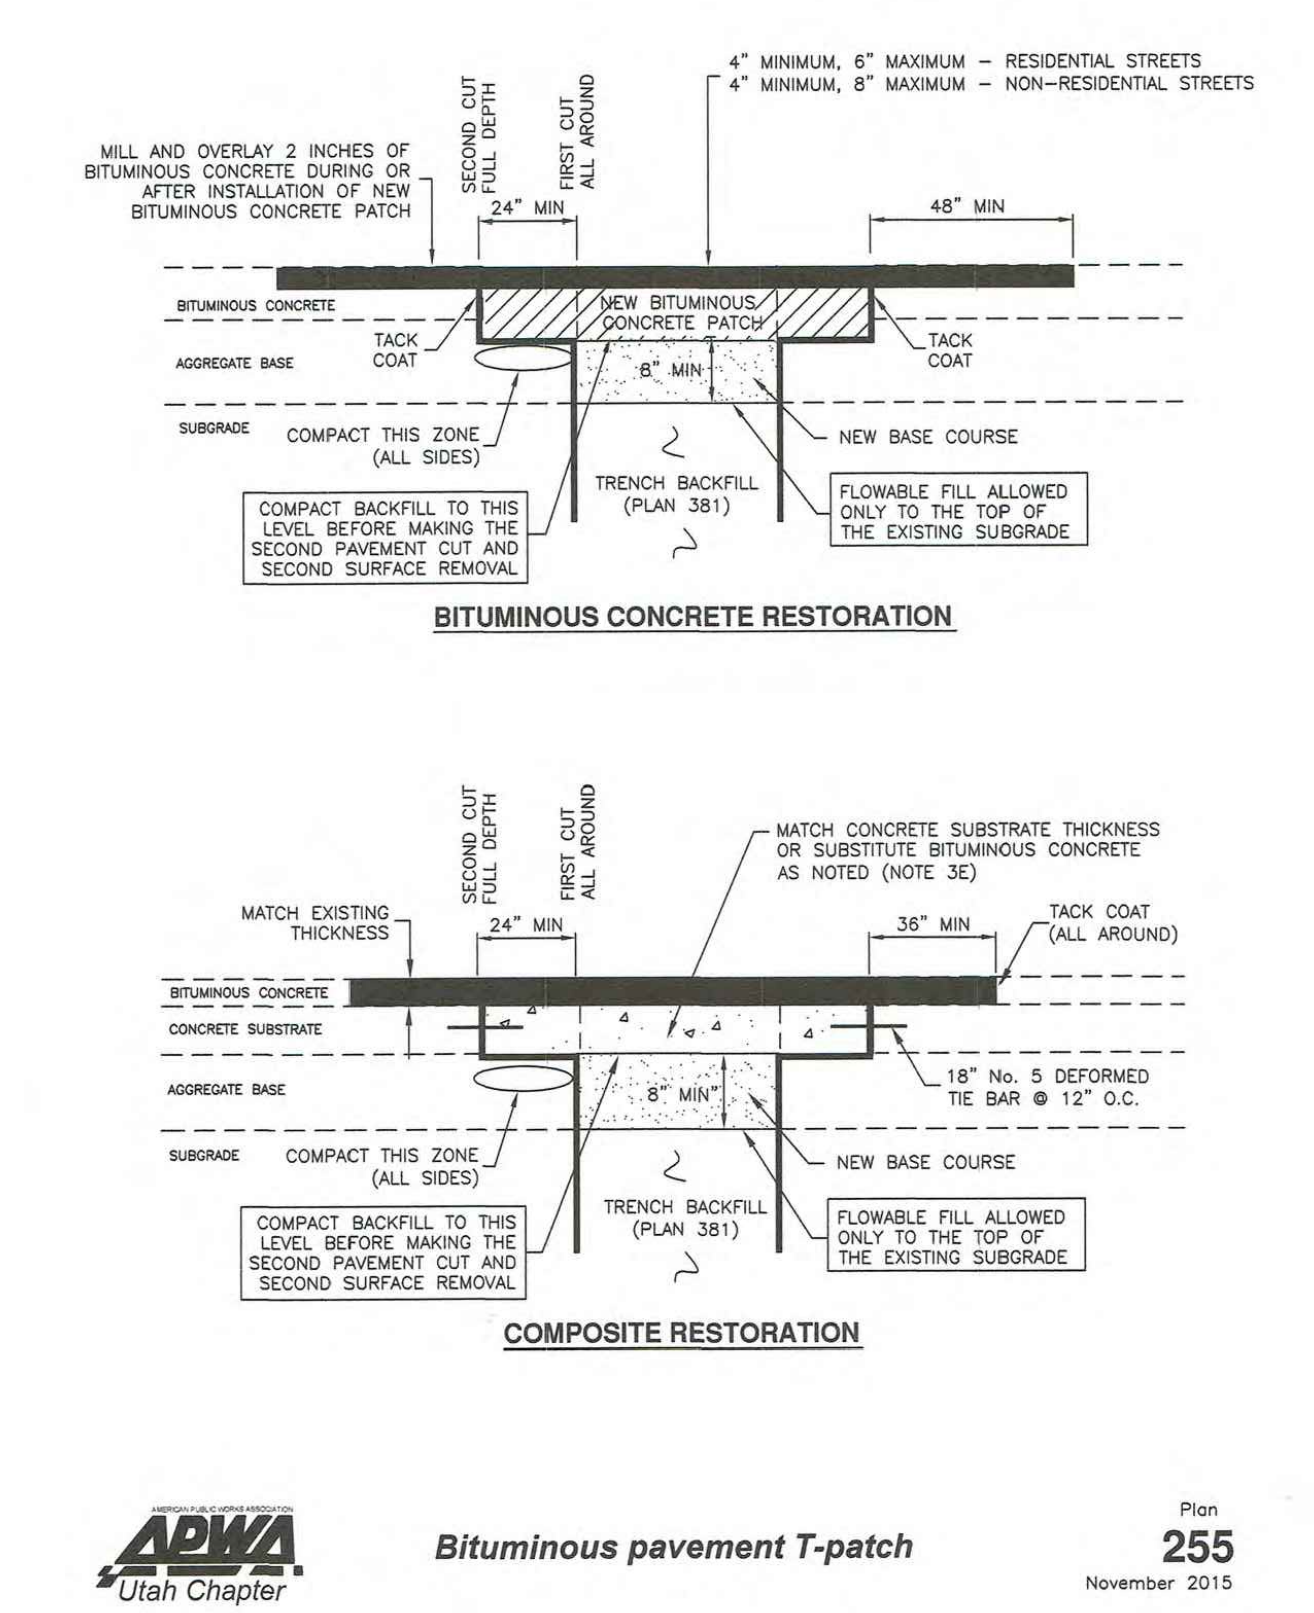 4" MINIMUM, 6" MAXIMUM – RESIDENTIAL STREETS
4" MINIMUM, 8" MAXIMUM – NON–RESIDENTIAL STREETS
SECOND CUT
FULL DEPTH
FIRST CUT
ALL AROUND
MILL AND OVERLAY 2 INCHES OF
BITUMINOUS CONCRETE DURING OR
AFTER INSTALLATION OF NEW
BITUMINOUS CONCRETE PATCH
24" MIN
48" MIN
BITUMINOUS CONCRETE
NEW BITUMINOUS
CONCRETE PATCH
TACK
COAT
TACK
COAT
AGGREGATE BASE
8" MIN
SUBGRADE
COMPACT THIS ZONE
(ALL SIDES)
NEW BASE COURSE
TRENCH BACKFILL
(PLAN 381)
COMPACT BACKFILL TO THIS
LEVEL BEFORE MAKING THE
SECOND PAVEMENT CUT AND
SECOND SURFACE REMOVAL
FLOWABLE FILL ALLOWED
ONLY TO THE TOP OF
THE EXISTING SUBGRADE
BITUMINOUS CONCRETE RESTORATION
SECOND CUT
FULL DEPTH
FIRST CUT
ALL AROUND
MATCH CONCRETE SUBSTRATE THICKNESS
OR SUBSTITUTE BITUMINOUS CONCRETE
AS NOTED (NOTE 3E)
MATCH EXISTING
THICKNESS
24" MIN
36" MIN
TACK COAT
(ALL AROUND)
BITUMINOUS CONCRETE
CONCRETE SUBSTRATE
AGGREGATE BASE
8" MIN"
18" No. 5 DEFORMED
TIE BAR @ 12" O.C.
SUBGRADE
COMPACT THIS ZONE
(ALL SIDES)
NEW BASE COURSE
TRENCH BACKFILL
(PLAN 381)
COMPACT BACKFILL TO THIS
LEVEL BEFORE MAKING THE
SECOND PAVEMENT CUT AND
SECOND SURFACE REMOVAL
FLOWABLE FILL ALLOWED
ONLY TO THE TOP OF
THE EXISTING SUBGRADE
COMPOSITE RESTORATION
AMERICAN PUBLIC WORKS ASSOCIATION
APWA
Utah Chapter
Bituminous pavement T-patch
Plan
255
November 2015